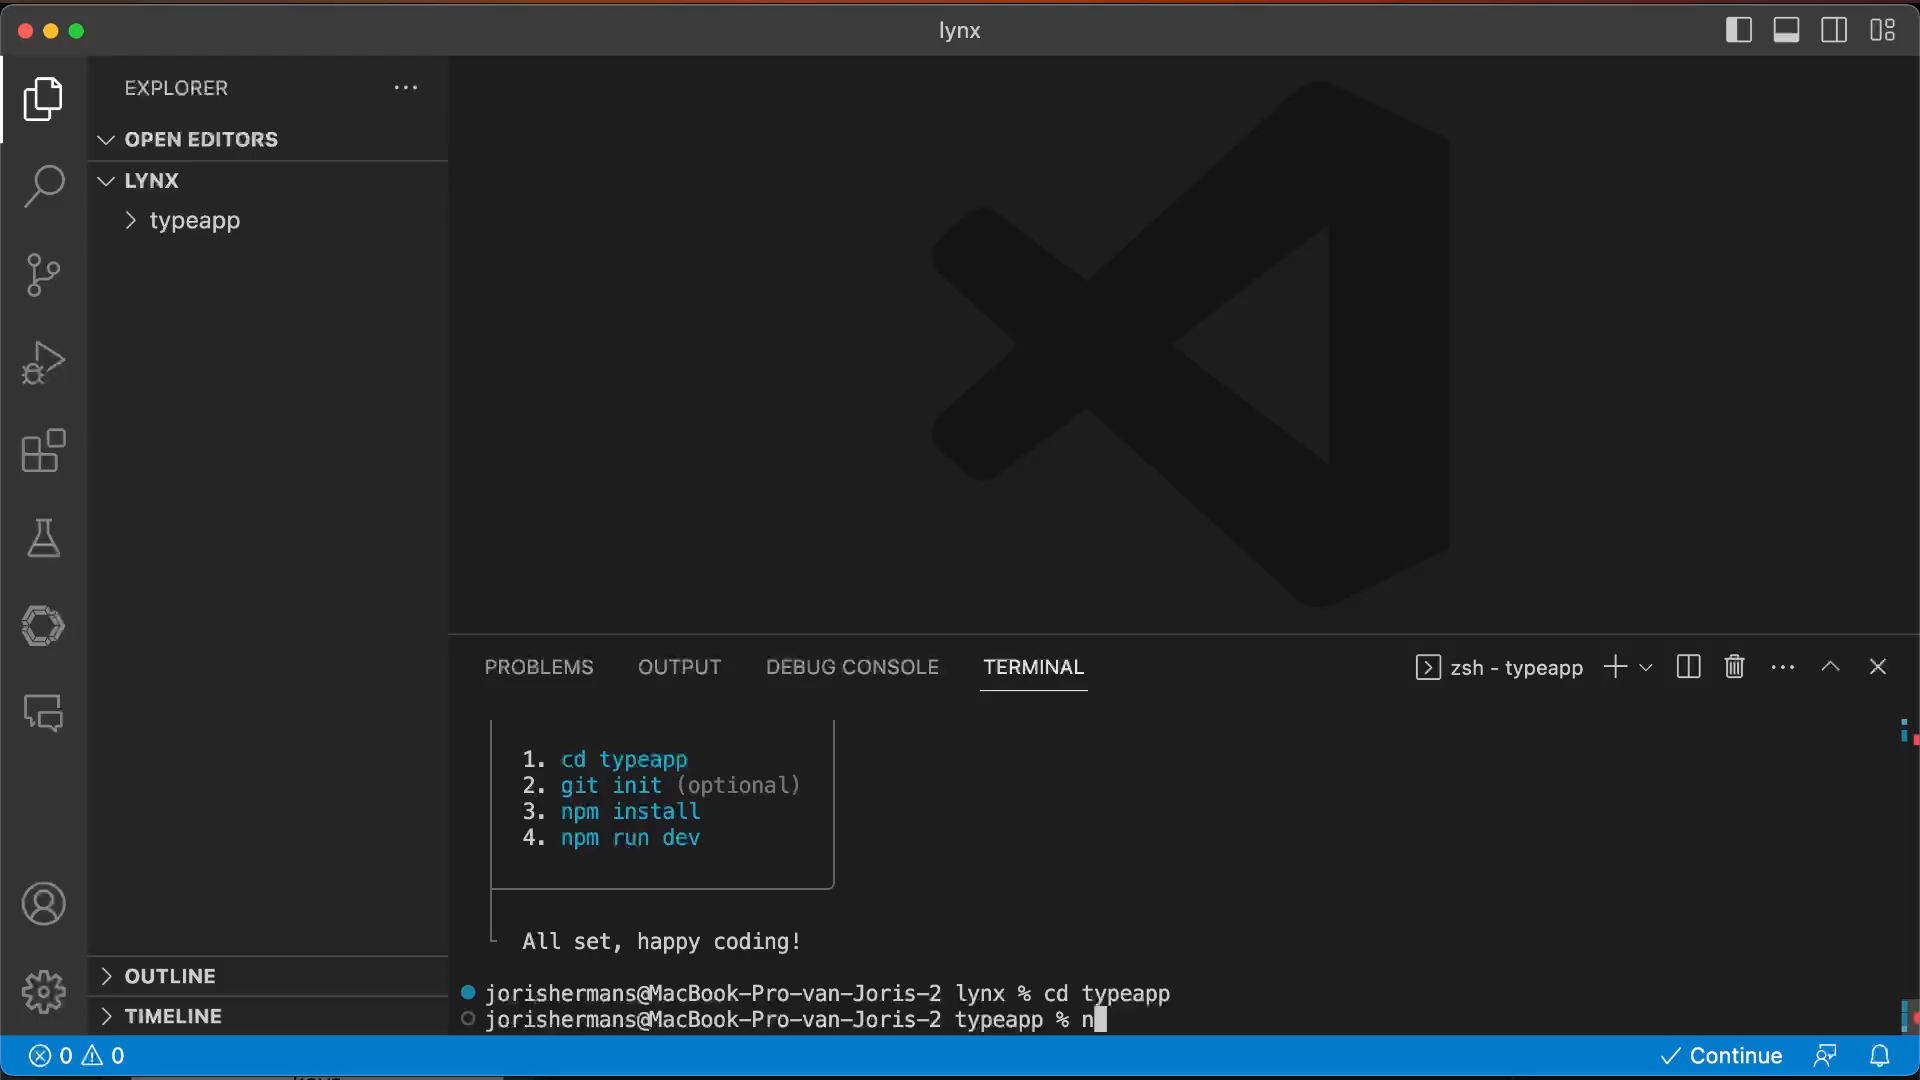 lynx
EXPLORER
OPEN EDITORS
LYNX
typeapp
OUTLINE
TIMELINE
PROBLEMS
OUTPUT
DEBUG CONSOLE
TERMINAL
zsh - typeapp
1. cd typeapp
2. git init (optional)
3. npm install
4. npm run dev
All set, happy coding!
jorishermans@MacBook-Pro-van-Joris-2 lynx % cd typeapp
jorishermans@MacBook-Pro-van-Joris-2 typeapp % n
0 0
Continue